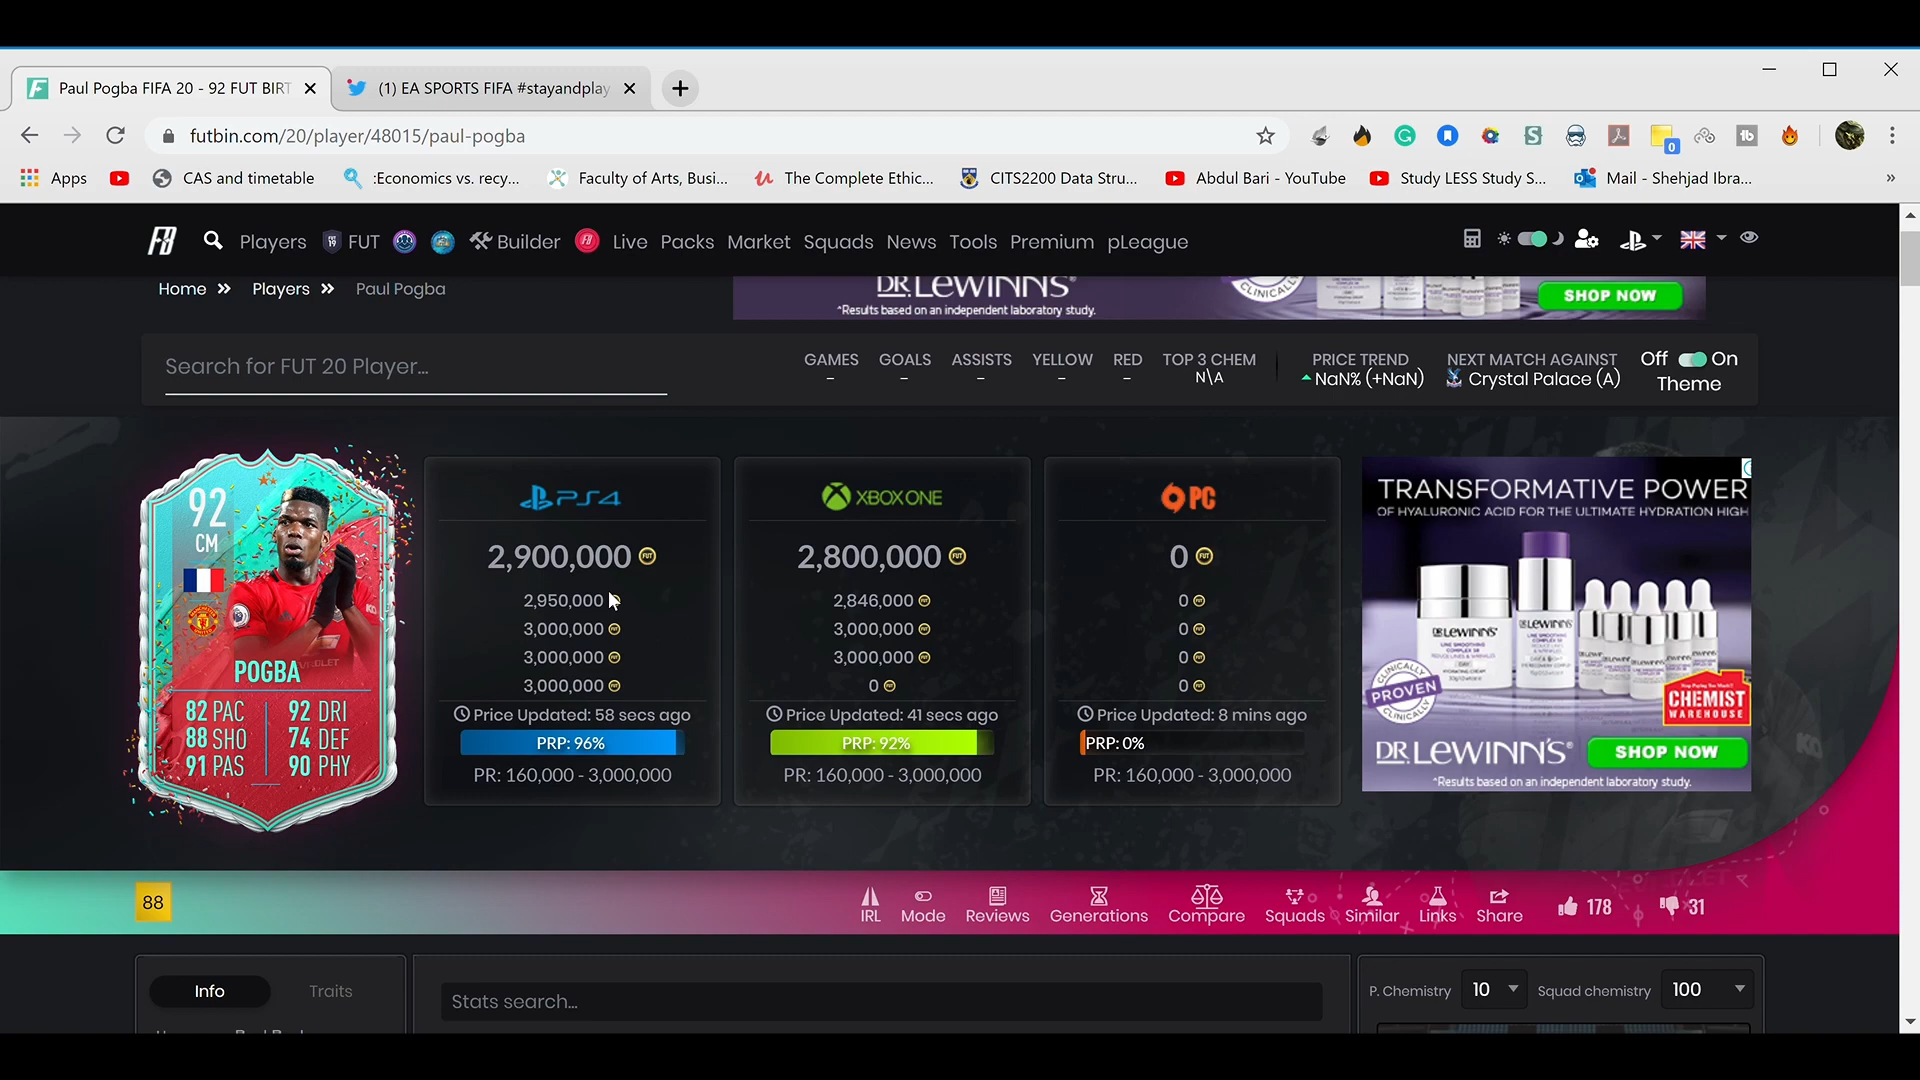 Paul Pogba FIFA 20 - 92 FUT BIRT
(1) EA SPORTS FIFA #stayandplay
futbin.com/20/player/48015/paul-pogba
0
Apps
CAS and timetable
:Economics vs. recy...
Faculty of Arts, Busi...
The Complete Ethic...
CITS2200 Data Stru...
Abdul Bari - YouTube
Study LESS Study S...
Mail - Shehjad Ibra...
»
Players FUT Builder Live Packs Market Squads News Tools Premium pLeague
Home » Players » Paul Pogba
DR.LEWINN'S®
*Results based on an independent laboratory study.
CLINICALLY
SHOP NOW
Search for FUT 20 Player...
GAMES GOALS ASSISTS YELLOW RED TOP 3 CHEM
– – – – – N\A
PRICE TREND
NaN% (+NaN)
NEXT MATCH AGAINST
Crystal Palace (A)
Off On
Theme
92
CM
POGBA
82 PAC 92 DRI
88 SHO 74 DEF
91 PAS 90 PHY
PS4
2,900,000
2,950,000
3,000,000
3,000,000
3,000,000
Price Updated: 58 secs ago
PRP: 96%
PR: 160,000 - 3,000,000
XBOX ONE
2,800,000
2,846,000
3,000,000
3,000,000
0
Price Updated: 41 secs ago
PRP: 92%
PR: 160,000 - 3,000,000
PC
0
0
0
0
0
Price Updated: 8 mins ago
PRP: 0%
PR: 160,000 - 3,000,000
TRANSFORMATIVE POWER
OF HYALURONIC ACID FOR THE ULTIMATE HYDRATION HIGH
DR.LEWINN'S
DR.LEWINN'S
CLINICALLY
PROVEN
CHEMIST
WAREHOUSE
DR.LEWINN'S®
SHOP NOW
*Results based on an independent laboratory study.
88
IRL Mode Reviews Generations Compare Squads Similar Links Share
178 31
Info Traits
Stats search...
P. Chemistry 10
Squad chemistry 100